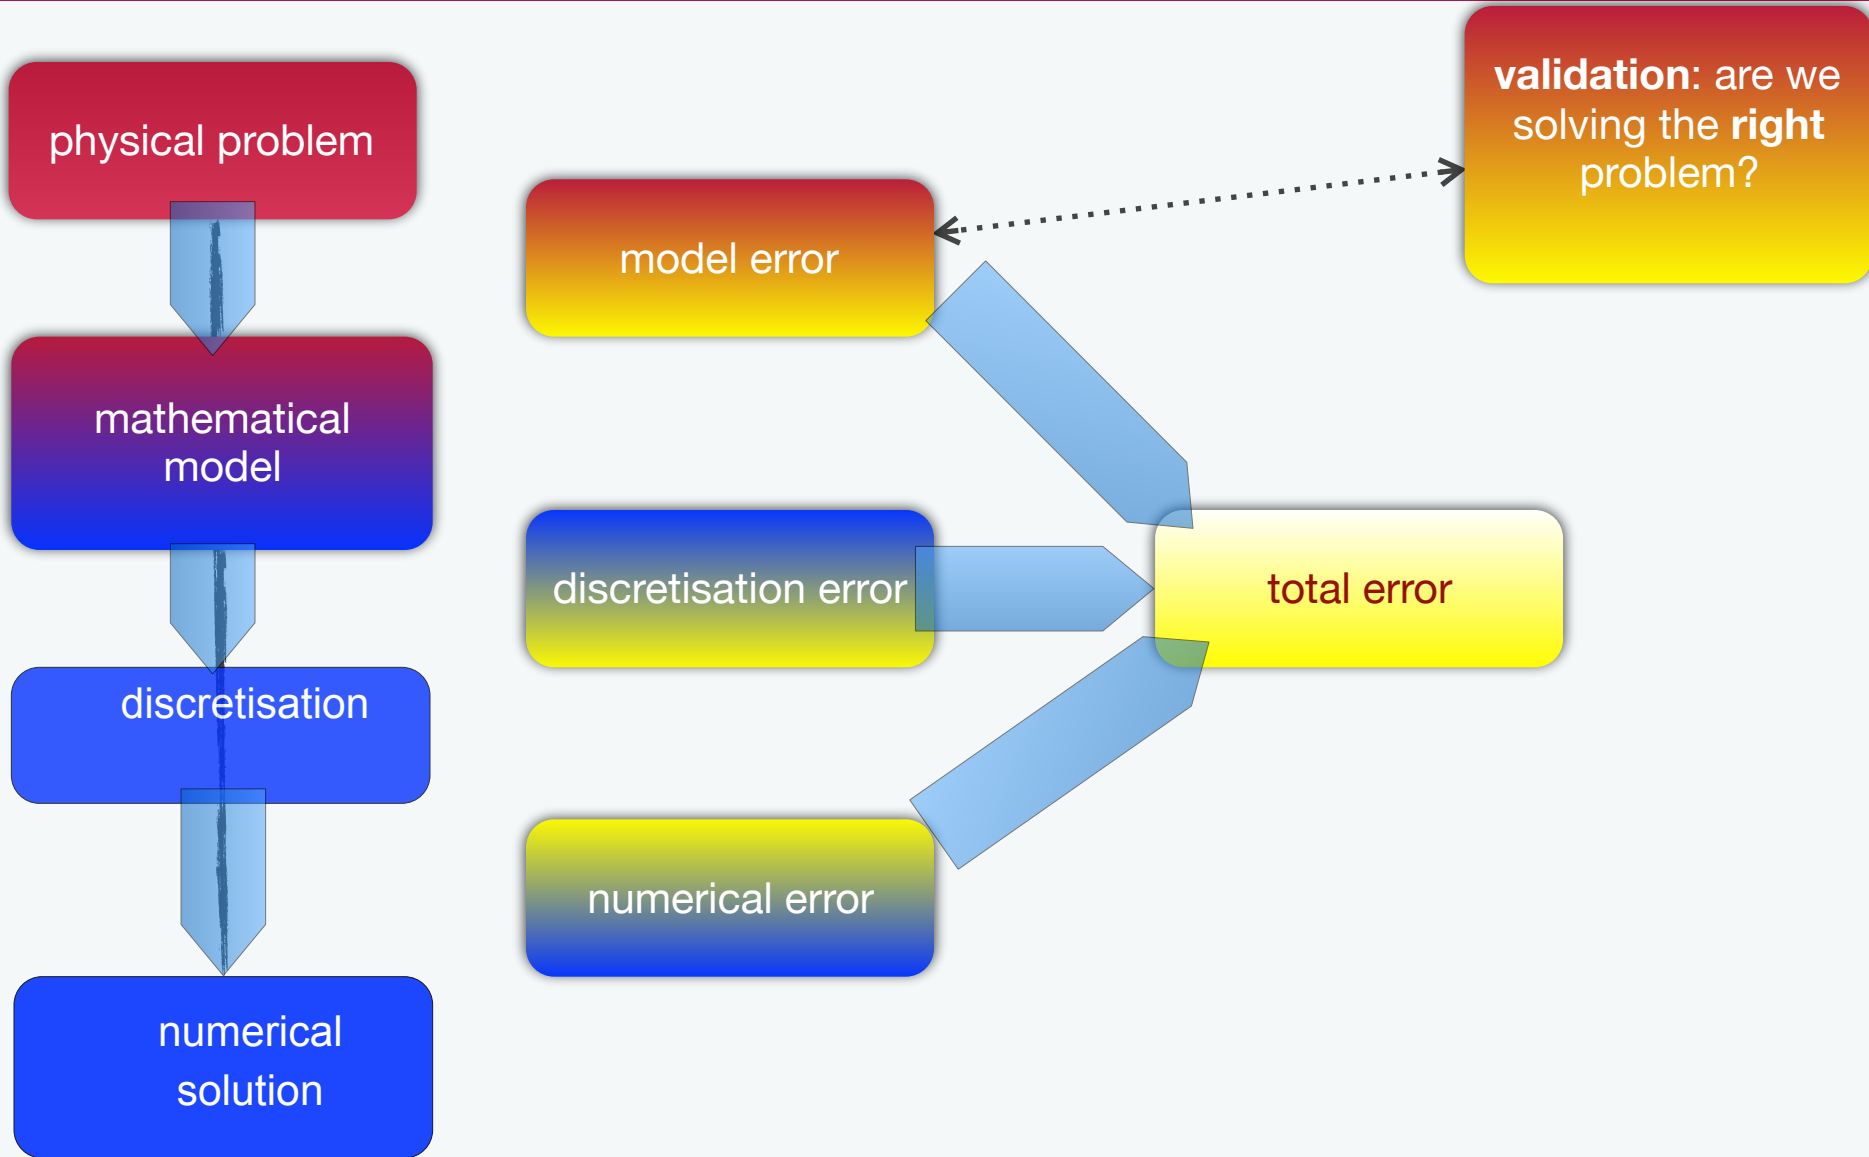 physical problem
mathematical
model
discretisation
numerical
solution
model error
discretisation error
numerical error
total error
validation: are we
solving the right
problem?